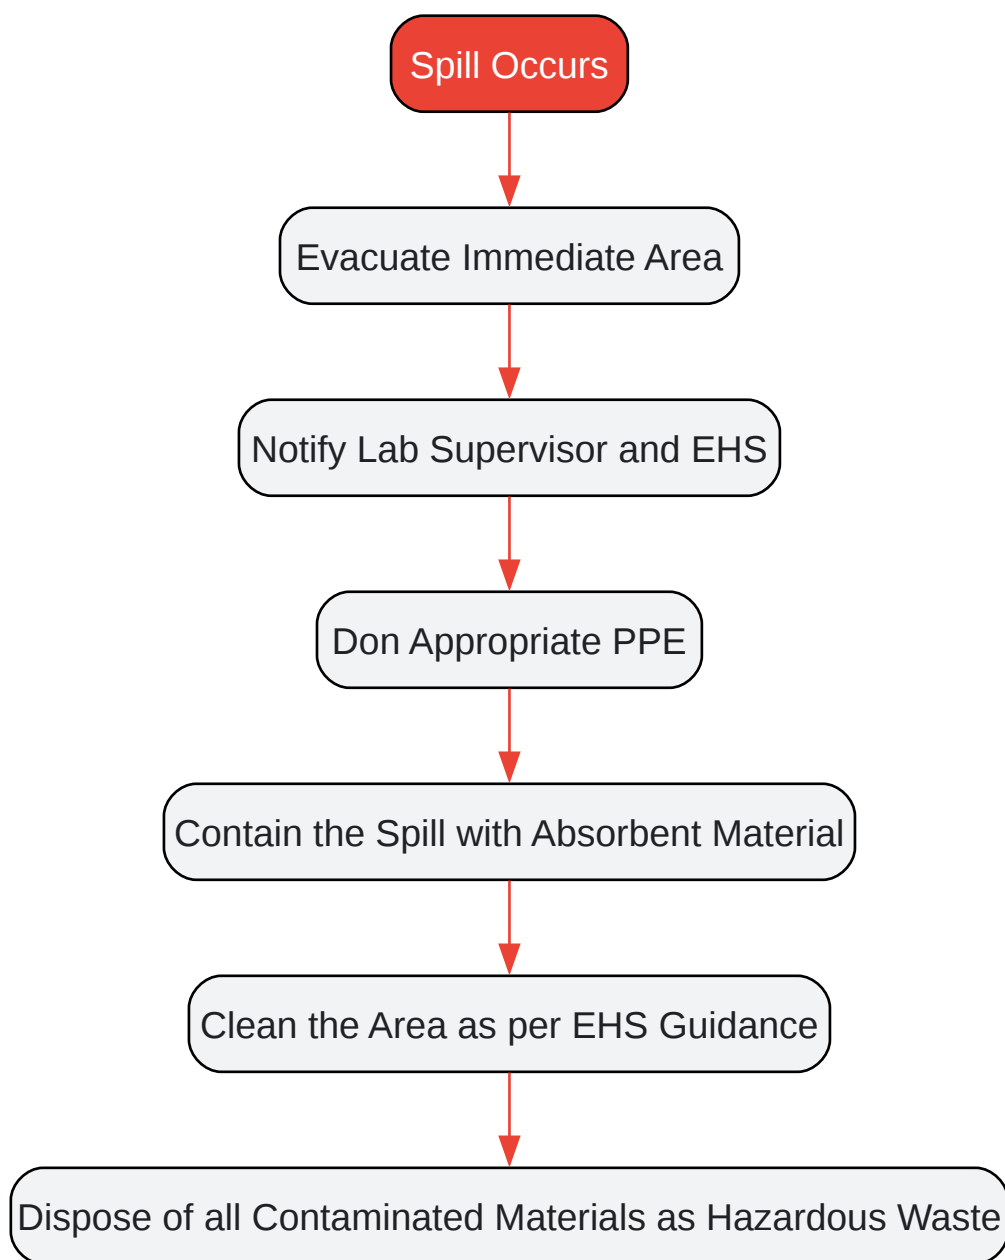 Spill Occurs
Evacuate Immediate Area
Notify Lab Supervisor and EHS
Don Appropriate PPE
Contain the Spill with Absorbent Material
Clean the Area as per EHS Guidance
Dispose of all Contaminated Materials as Hazardous Waste